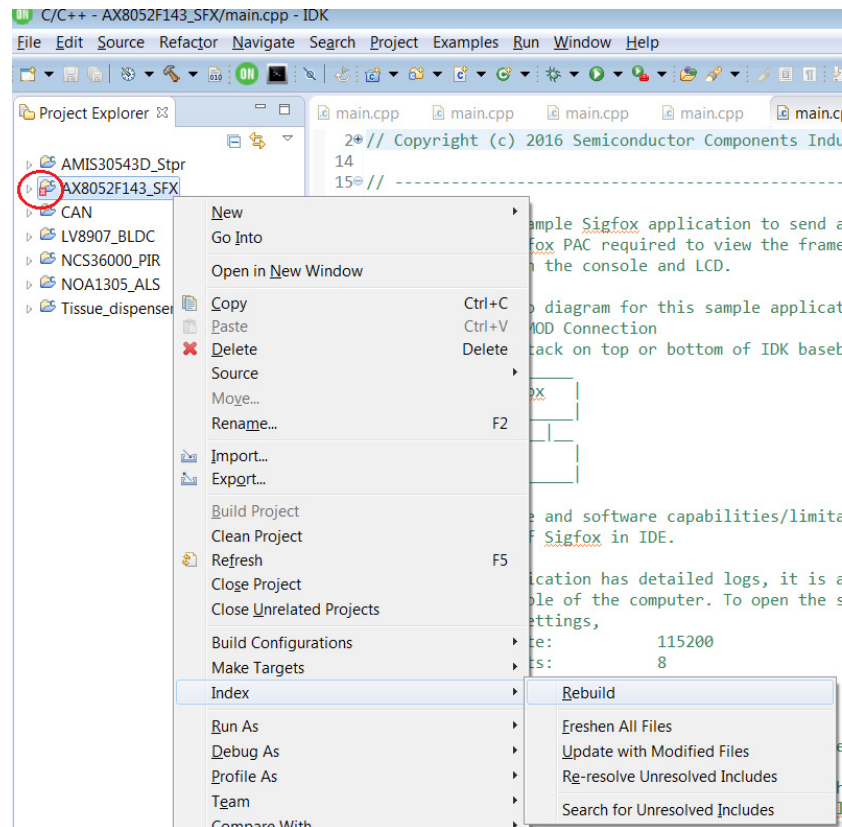 ON C/C++ - AX8052F143_SFX/main.cpp - IDK
File Edit Source Refactor Navigate Search Project Examples Run Window Help
010 ON
Project Explorer
main.cpp main.cpp main.cpp main.cpp main.c
2 // Copyright (c) 2016 Semiconductor Components Indu
14
15 // --------------------------------------------
AMIS30543D_Stpr
AX8052F143_SFX
CAN
LV8907_BLDC
NCS36000_PIR
NOA1305_ALS
Tissue_dispenser
New
Go Into
Open in New Window
Copy Ctrl+C
Paste Ctrl+V
Delete Delete
Source
Move...
Rename... F2
Import...
Export...
Build Project
Clean Project
Refresh F5
Close Project
Close Unrelated Projects
Build Configurations
Make Targets
Index
Run As
Debug As
Profile As
Team
Compare With
ample Sigfox application to send a
fox PAC required to view the frame
the console and LCD.
diagram for this sample applicat
MOD Connection
tack on top or bottom of IDK baseb
ox
e and software capabilities/limita
Sigfox in IDE.
ication has detailed logs, it is a
ple of the computer. To open the s
ettings,
te: 115200
ts: 8
Rebuild
Freshen All Files
Update with Modified Files
Re-resolve Unresolved Includes
Search for Unresolved Includes